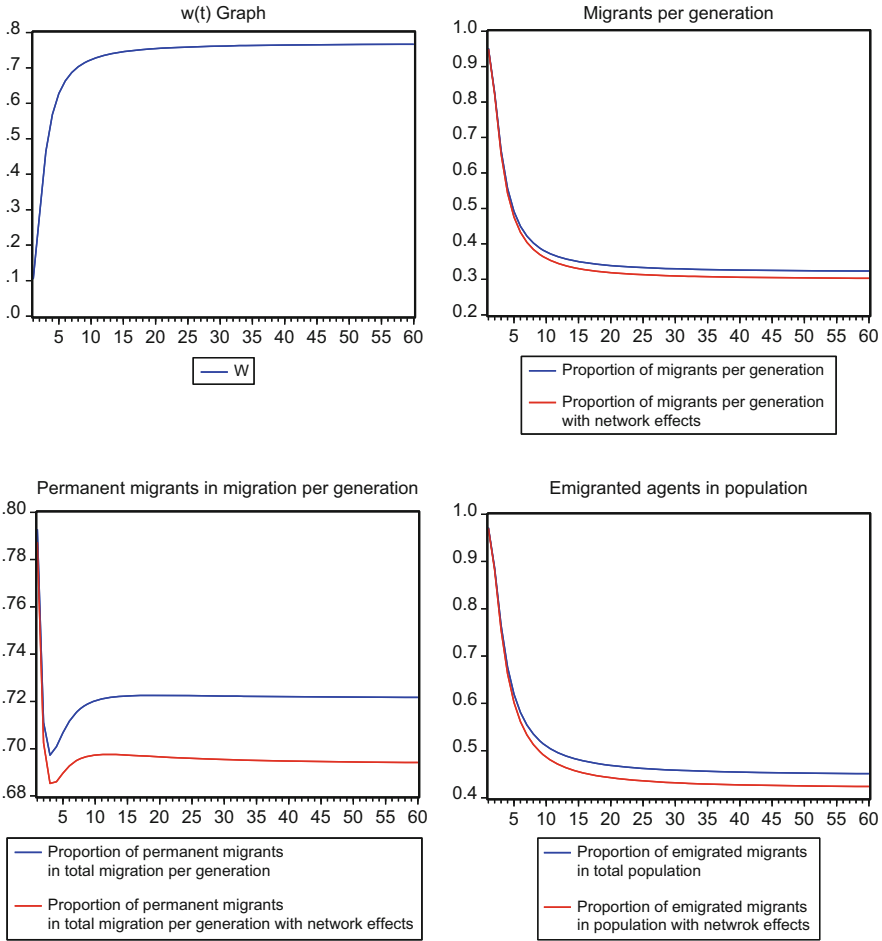 w(t) Graph
.8
.7
.6
.5
.4
.3
.2
.1
.0
5 10 15 20 25 30 35 40 45 50 55 60
W
Migrants per generation
1.0
0.9
0.8
0.7
0.6
0.5
0.4
0.3
0.2
5 10 15 20 25 30 35 40 45 50 55 60
Proportion of migrants per generation
Proportion of migrants per generation
with network effects
Permanent migrants in migration per generation
.80
.78
.76
.74
.72
.70
.68
5 10 15 20 25 30 35 40 45 50 55 60
Proportion of permanent migrants
in total migration per generation
Proportion of permanent migrants
in total migration per generation with network effects
Emigranted agents in population
1.0
0.9
0.8
0.7
0.6
0.5
0.4
5 10 15 20 25 30 35 40 45 50 55 60
Proportion of emigrated migrants
in total population
Proportion of emigrated migrants
in population with netwrok effects